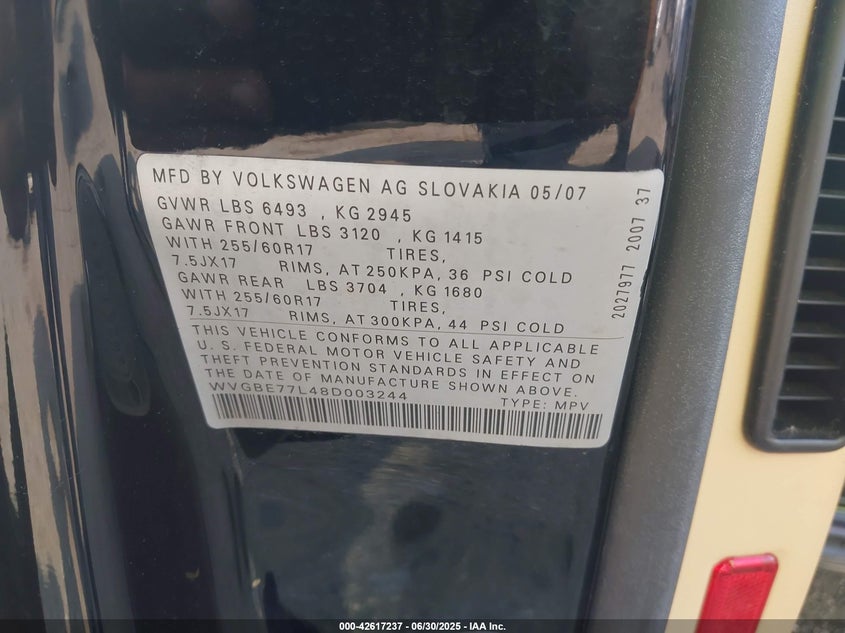 MFD BY VOLKSWAGEN AG SLOVAKIA 05/07
GVWR LBS 6493 , KG 2945
GAWR FRONT LBS 3120 , KG 1415
WITH 255/60R17 TIRES,
7.5JX17 RIMS, AT 250KPA, 36 PSI COLD
GAWR REAR LBS 3704 , KG 1680
WITH 255/60R17 TIRES,
7.5JX17 RIMS, AT 300KPA, 44 PSI COLD
THIS VEHICLE CONFORMS TO ALL APPLICABLE
U. S. FEDERAL MOTOR VEHICLE SAFETY AND
THEFT PREVENTION STANDARDS IN EFFECT ON
THE DATE OF MANUFACTURE SHOWN ABOVE.
WVGBE77L48D003244 TYPE: MPV
2027977 2007 37
000-42617237 - 06/30/2025 - IAA Inc.